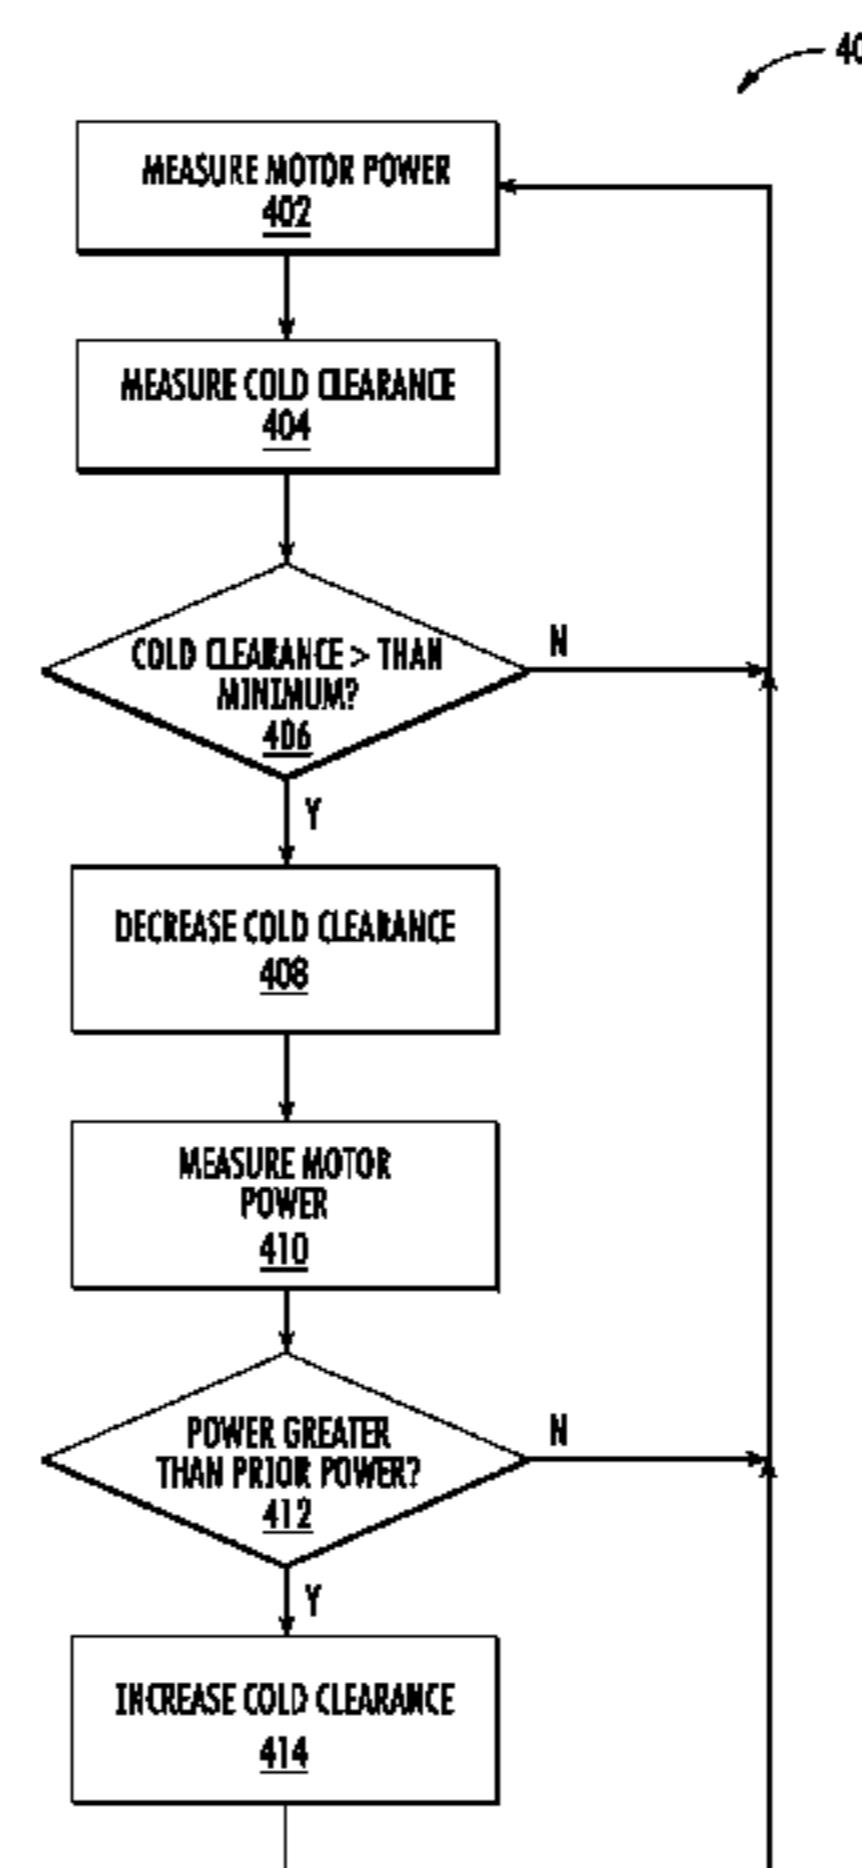 40
MEASURE MOTOR POWER
402
MEASURE COLD CLEARANCE
404
COLD CLEARANCE > THAN
MINIMUM?
406
N
Y
DECREASE COLD CLEARANCE
408
MEASURE MOTOR
POWER
410
POWER GREATER
THAN PRIOR POWER?
412
N
Y
INCREASE COLD CLEARANCE
414